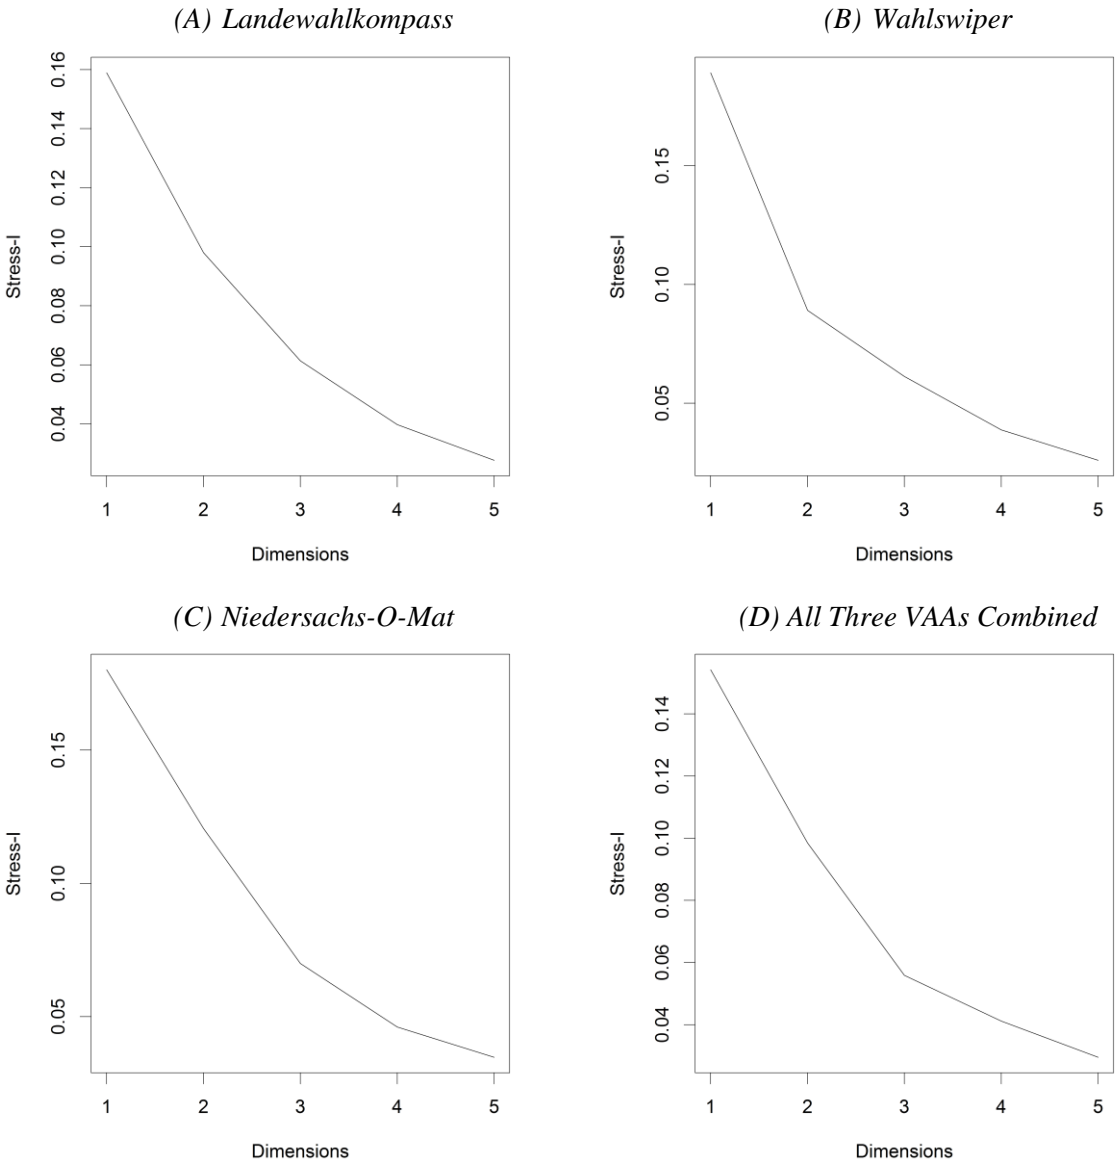 (A) Landewahlkompass
Stress-I
0.16
0.14
0.12
0.10
0.08
0.06
0.04
1 2 3 4 5
Dimensions
(B) Wahlswiper
Stress-I
0.15
0.10
0.05
1 2 3 4 5
Dimensions
(C) Niedersachs-O-Mat
Stress-I
0.15
0.10
0.05
1 2 3 4 5
Dimensions
(D) All Three VAAs Combined
Stress-I
0.14
0.12
0.10
0.08
0.06
0.04
1 2 3 4 5
Dimensions